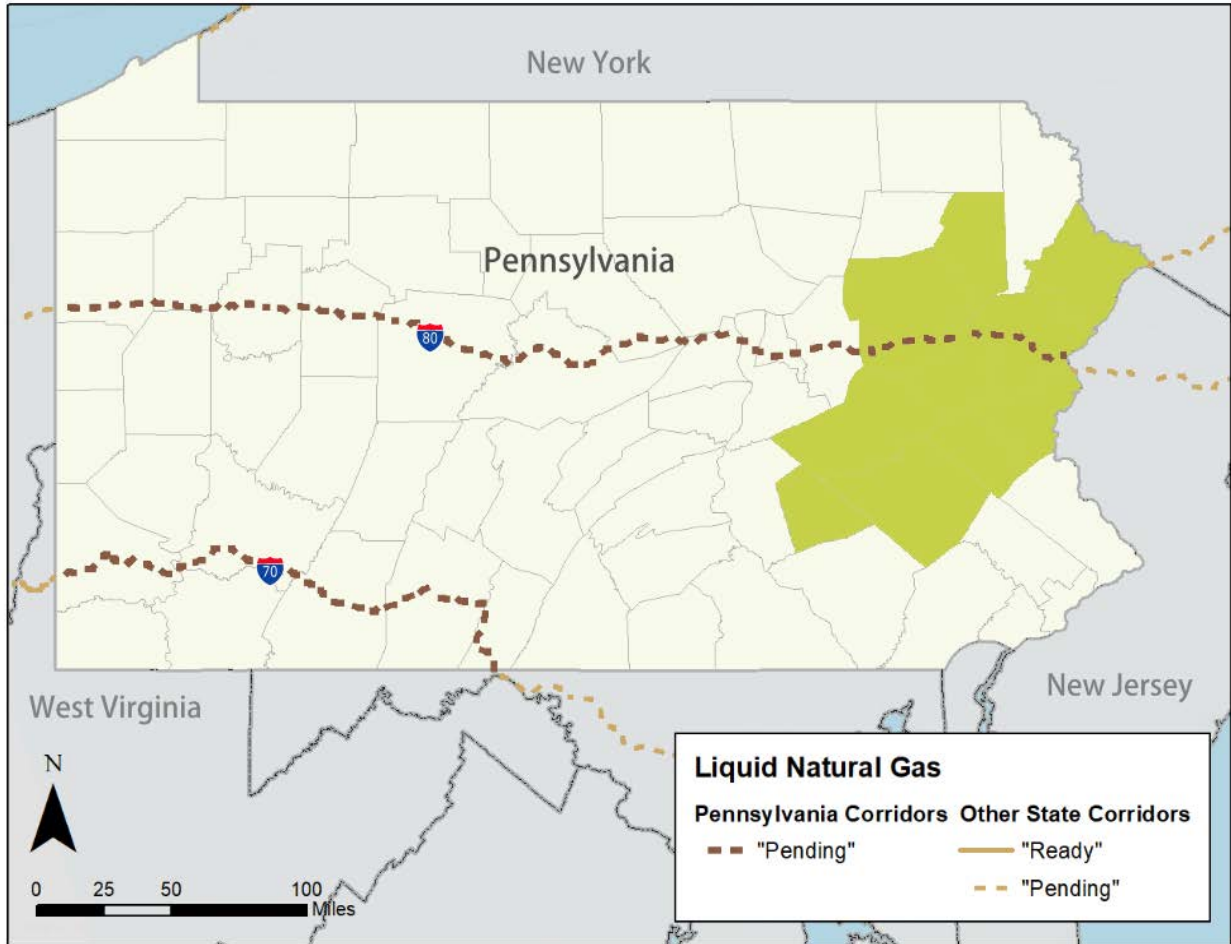 New York
Pennsylvania
80
70
West Virginia
New Jersey
N
0 25 50 100
Miles
Liquid Natural Gas
Pennsylvania Corridors Other State Corridors
"Pending" "Ready"
"Pending"